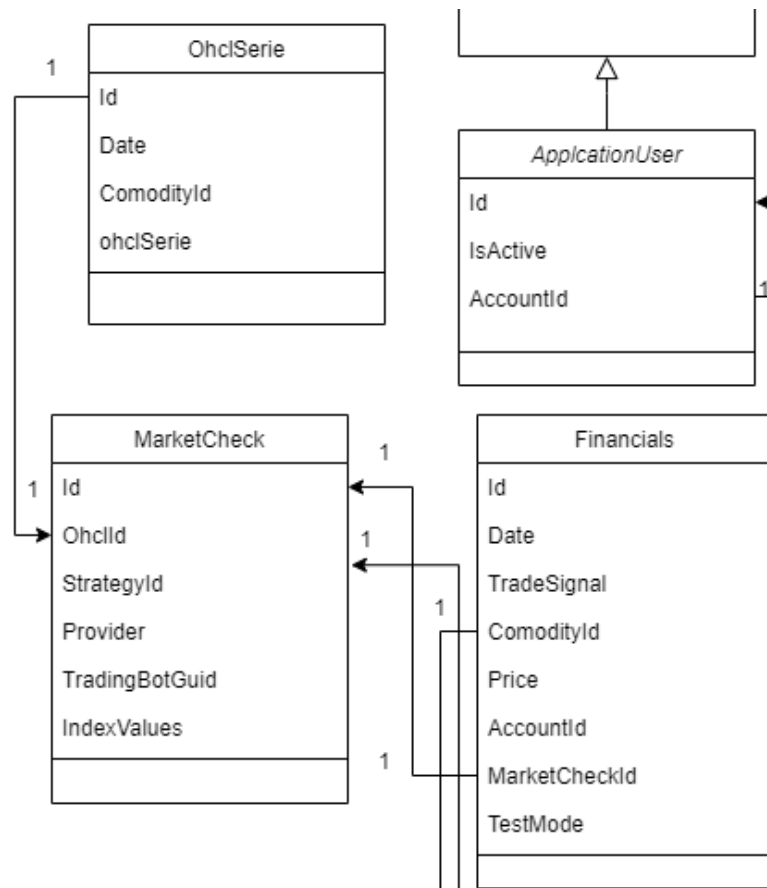 OhclSerie
1
Id
Date
ComodityId
ohclSerie
ApplcationUser
Id
IsActive
AccountId
1
MarketCheck
1
Id
OhclId
StrategyId
Provider
TradingBotGuid
IndexValues
1
1
1
1
Financials
Id
Date
TradeSignal
ComodityId
Price
AccountId
MarketCheckId
TestMode